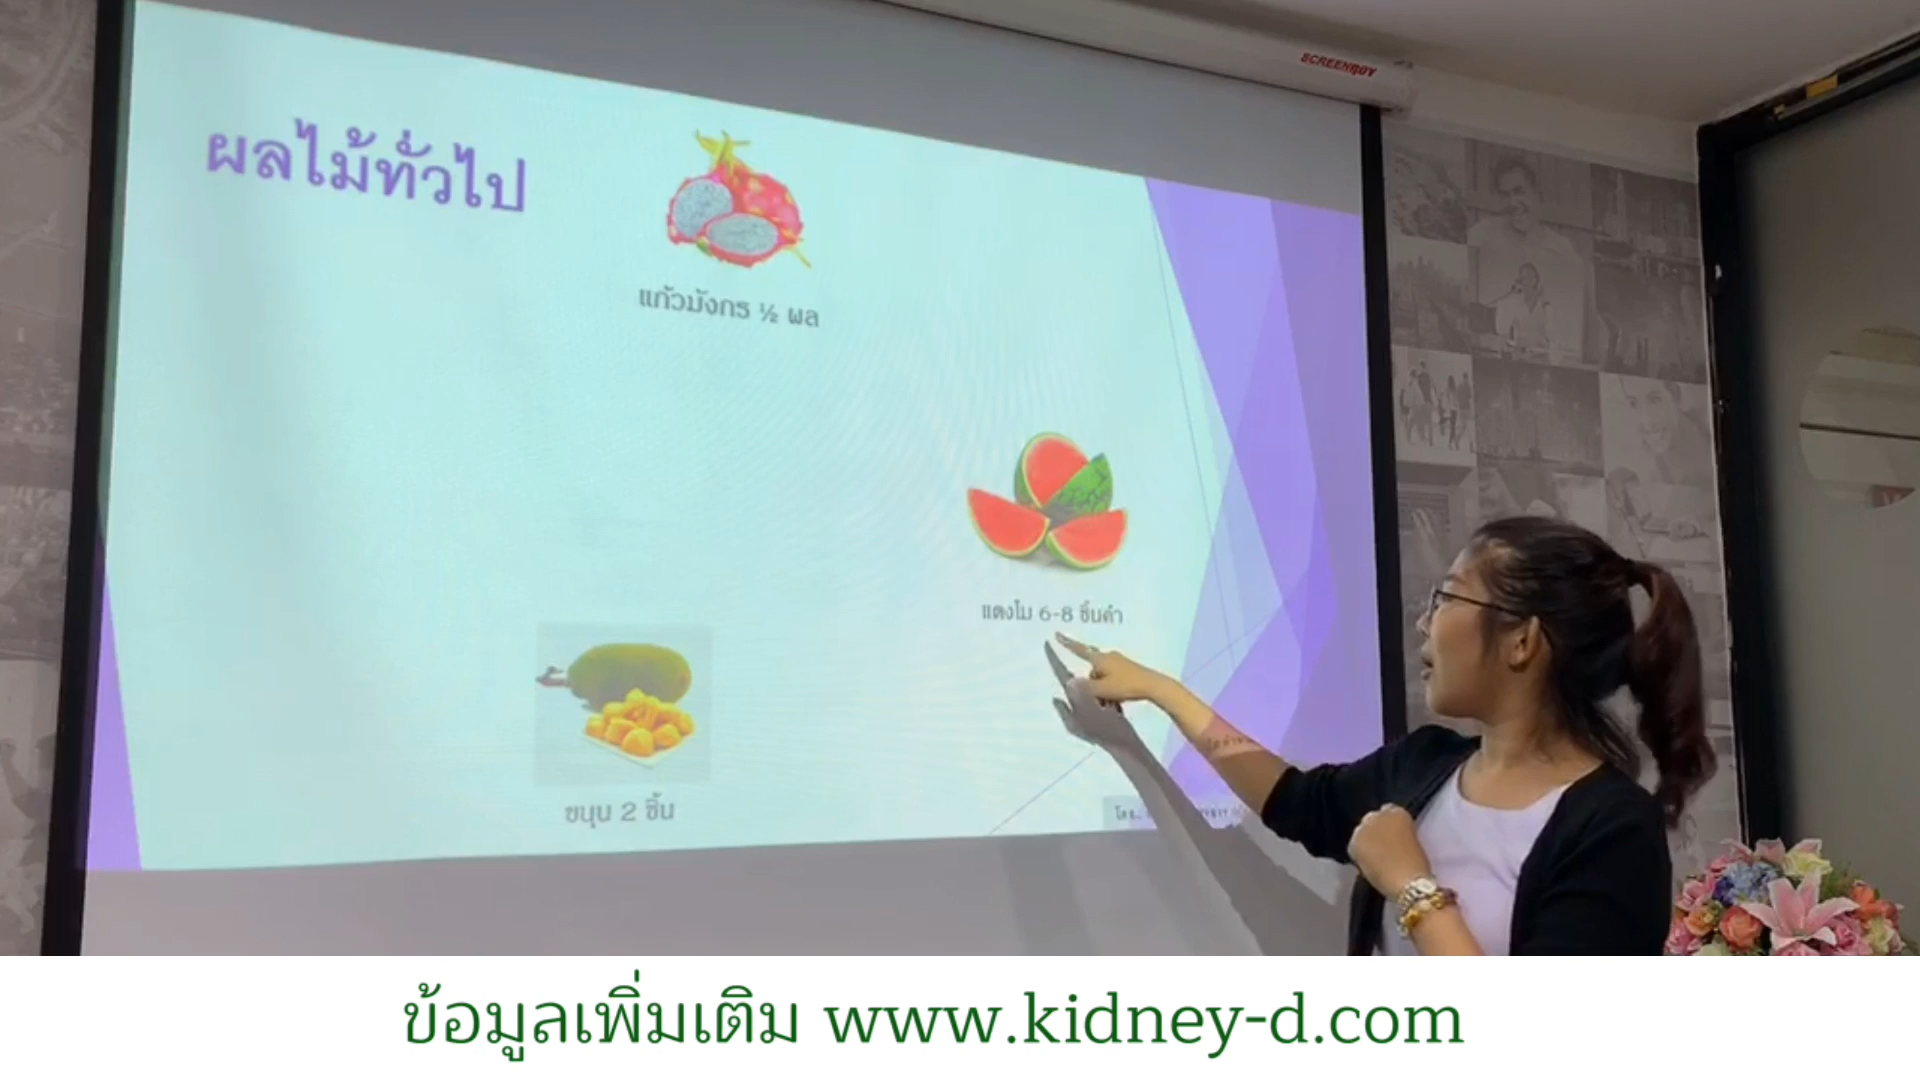 SCREENBOY
ผลไม้ทั่วไป
แก้วมังกร ½ ผล
แตงโม 6-8 ชิ้นคำ
ขนุน 2 ชิ้น
ข้อมูลเพิ่มเติม www.kidney-d.com